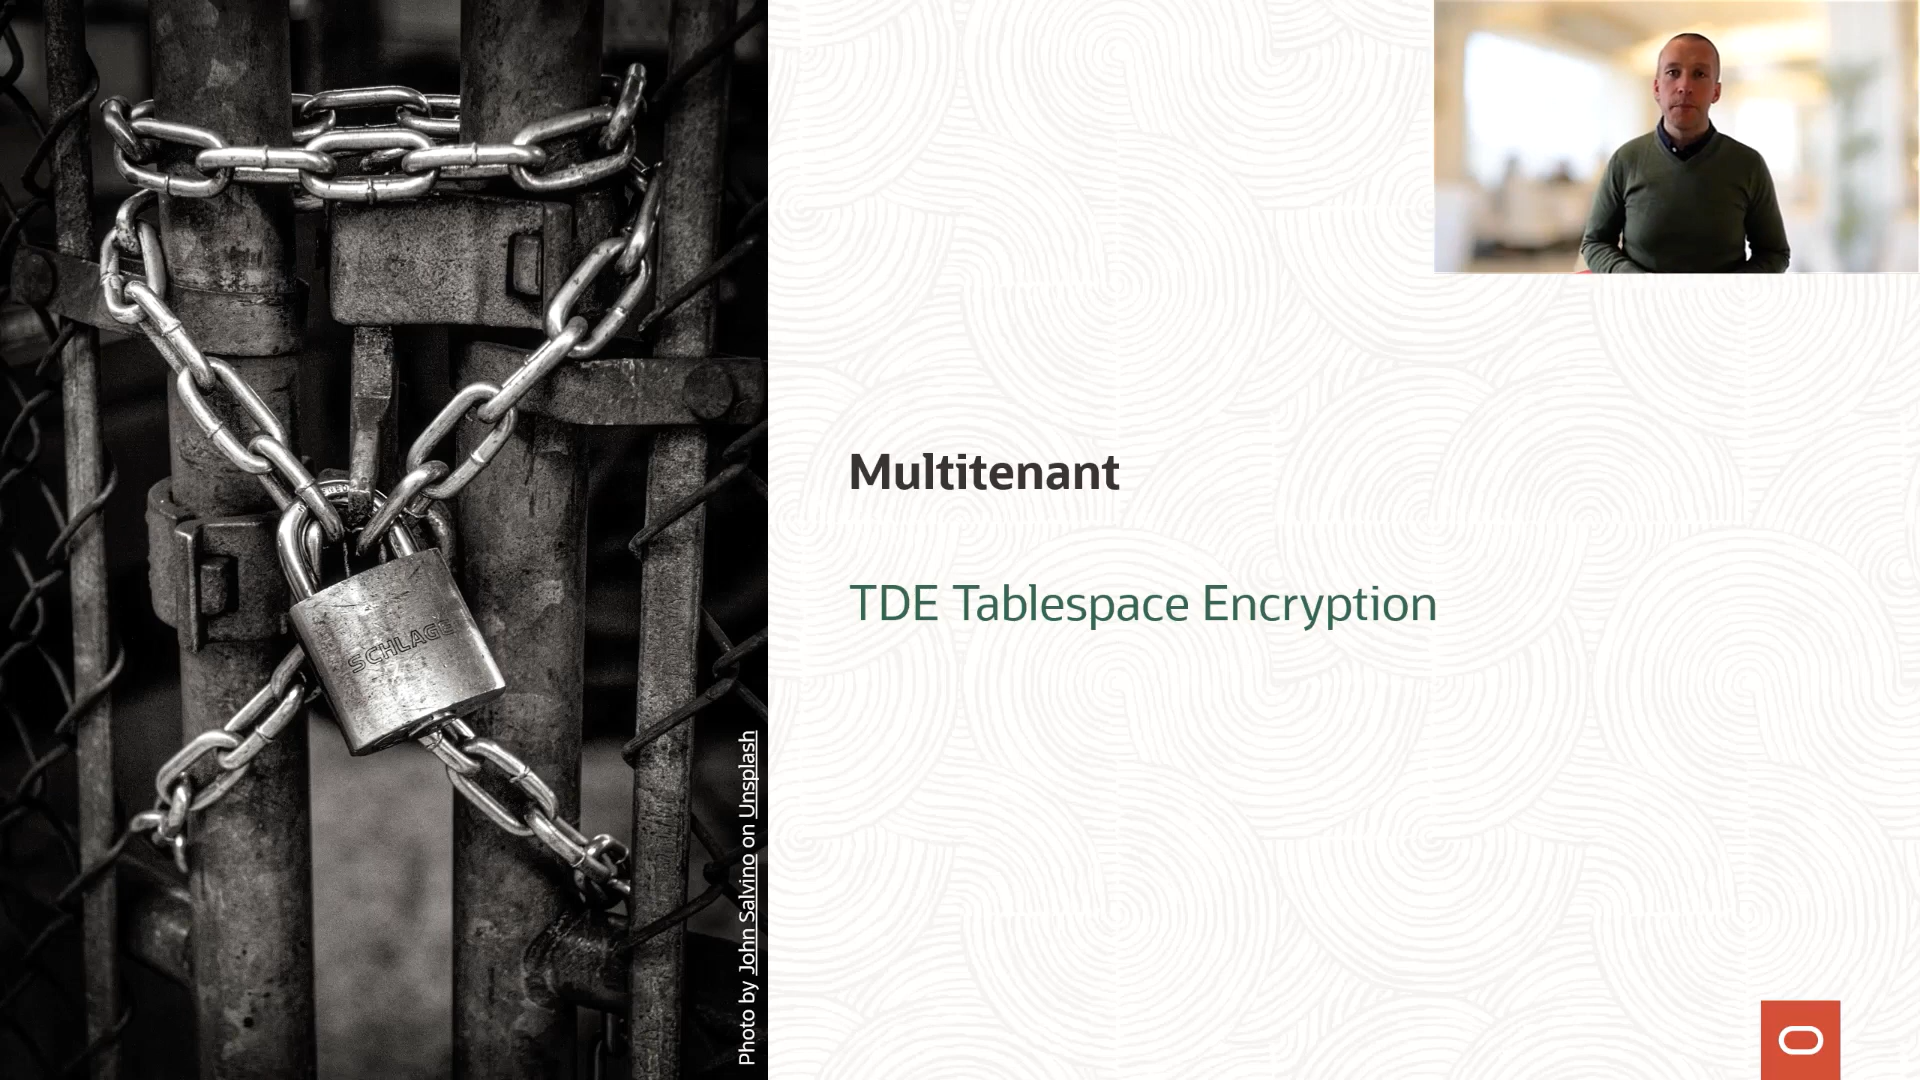 Multitenant
TDE Tablespace Encryption
SCHLAGE
Photo by John Salvino on Unsplash